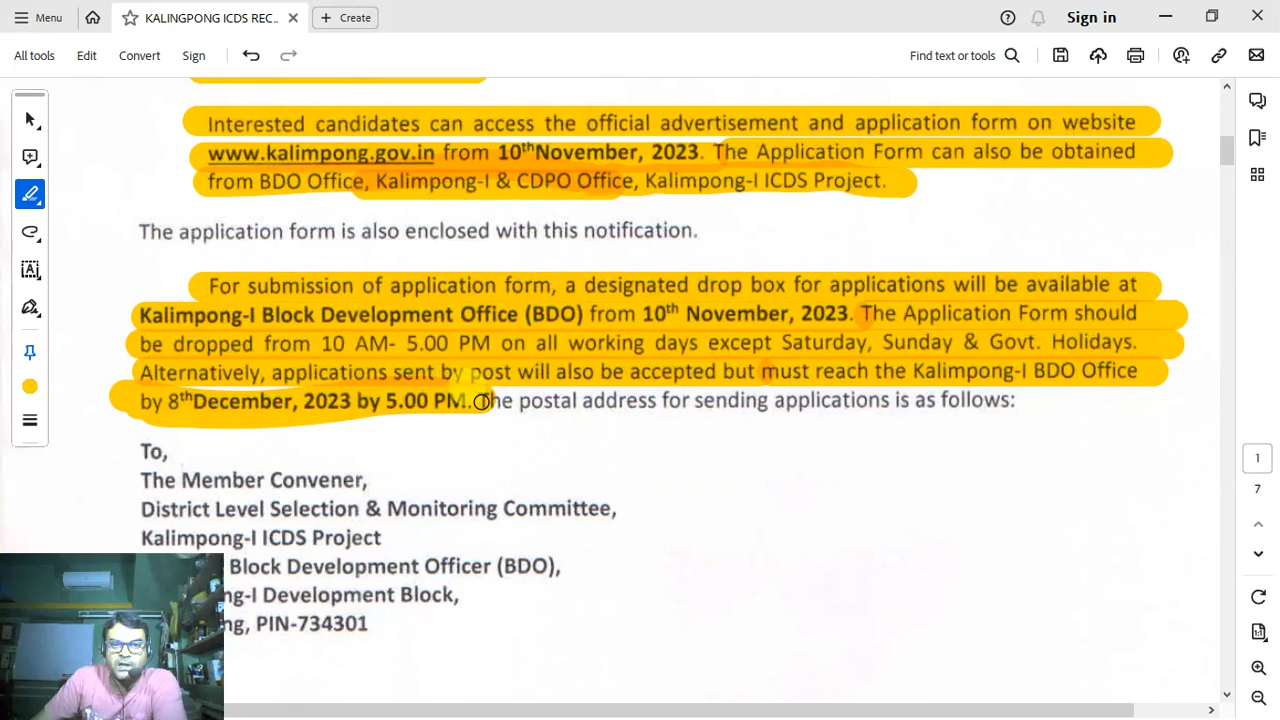 Menu
KALINGPONG ICDS REC...
Create
Sign in
All tools
Edit
Convert
Sign
Find text or tools
Interested candidates can access the official advertisement and application form on website
www.kalimpong.gov.in from 10thNovember, 2023. The Application Form can also be obtained
from BDO Office, Kalimpong-I & CDPO Office, Kalimpong-I ICDS Project.
The application form is also enclosed with this notification.
For submission of application form, a designated drop box for applications will be available at
Kalimpong-I Block Development Office (BDO) from 10th November, 2023. The Application Form should
be dropped from 10 AM- 5.00 PM on all working days except Saturday, Sunday & Govt. Holidays.
Alternatively, applications sent by post will also be accepted but must reach the Kalimpong-I BDO Office
by 8thDecember, 2023 by 5.00 PM. The postal address for sending applications is as follows:
To,
The Member Convener,
District Level Selection & Monitoring Committee,
Kalimpong-I ICDS Project
Block Development Officer (BDO),
ng-I Development Block,
ng, PIN-734301
1
7